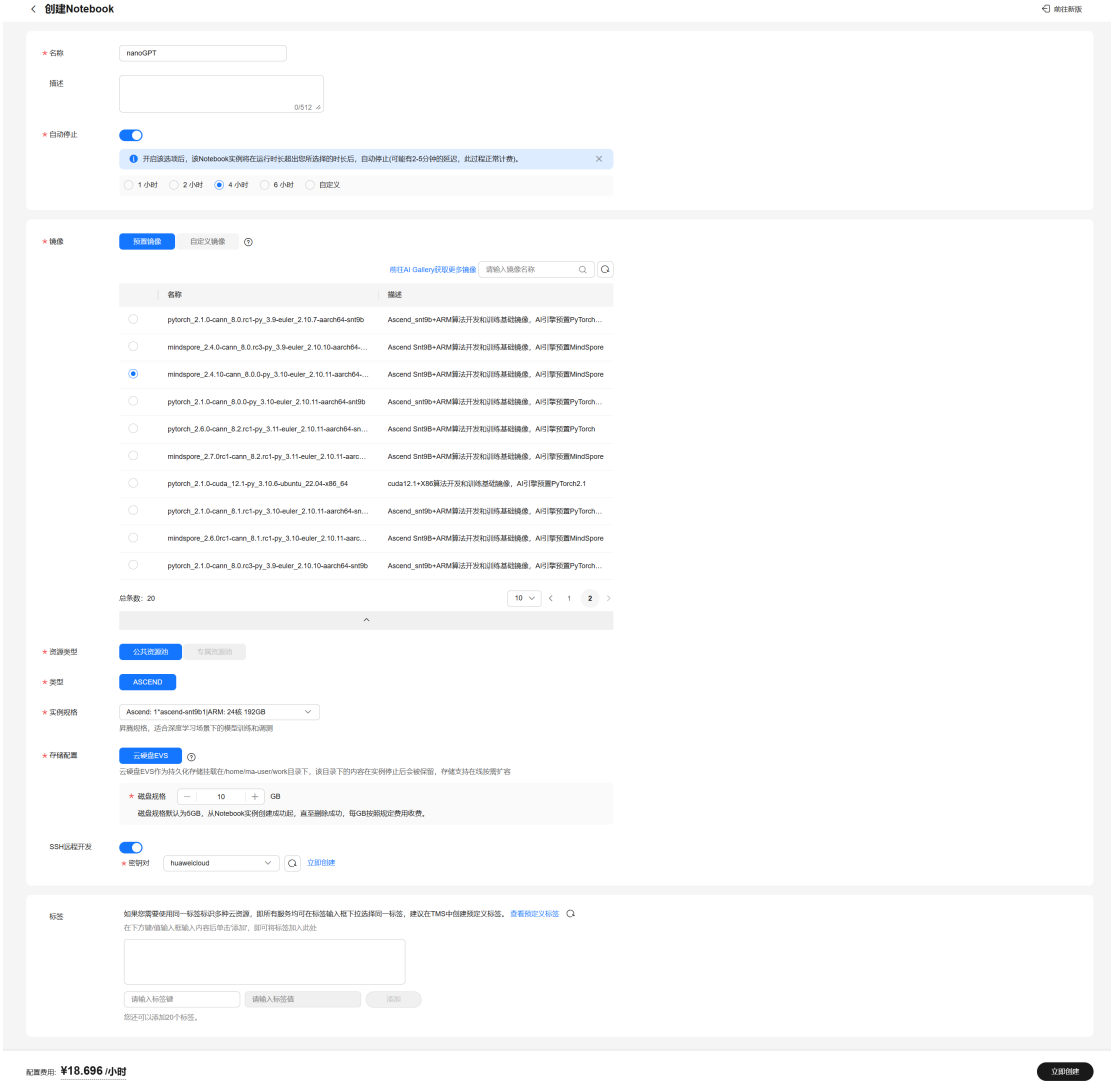 创建Notebook
前往新版
* 名称
nanoGPT
描述
0/512
* 自动停止
开启该选项后，该Notebook实例将在运行时长超出您所选择的时长后，自动停止(可能有2-5分钟的延迟，此过程正常计费)。
1 小时 2 小时 4 小时 6 小时 自定义
* 镜像
预置镜像 自定义镜像
前往AI Gallery获取更多镜像 请输入镜像名称
名称 描述
pytorch_2.1.0-cann_8.0.rc1-py_3.9-euler_2.10.7-aarch64-snt9b Ascend_snt9b+ARM算法开发和训练基础镜像，AI引擎预置PyTorch...
mindspore_2.4.0-cann_8.0.rc3-py_3.9-euler_2.10.10-aarch64-... Ascend Snt9B+ARM算法开发和训练基础镜像，AI引擎预置MindSpore
mindspore_2.4.10-cann_8.0.0-py_3.10-euler_2.10.11-aarch64-... Ascend Snt9B+ARM算法开发和训练基础镜像，AI引擎预置MindSpore
pytorch_2.1.0-cann_8.0.0-py_3.10-euler_2.10.11-aarch64-snt9b Ascend_snt9b+ARM算法开发和训练基础镜像，AI引擎预置PyTorch...
pytorch_2.6.0-cann_8.2.rc1-py_3.11-euler_2.10.11-aarch64-sn... Ascend Snt9B+ARM算法开发和训练基础镜像，AI引擎预置PyTorch
mindspore_2.7.0rc1-cann_8.2.rc1-py_3.11-euler_2.10.11-aarc... Ascend Snt9B+ARM算法开发和训练基础镜像，AI引擎预置MindSpore
pytorch_2.1.0-cuda_12.1-py_3.10.6-ubuntu_22.04-x86_64 cuda12.1+X86算法开发和训练基础镜像，AI引擎预置PyTorch2.1
pytorch_2.1.0-cann_8.1.rc1-py_3.10-euler_2.10.11-aarch64-sn... Ascend_snt9b+ARM算法开发和训练基础镜像，AI引擎预置PyTorch...
mindspore_2.6.0rc1-cann_8.1.rc1-py_3.10-euler_2.10.11-aarc... Ascend Snt9B+ARM算法开发和训练基础镜像，AI引擎预置MindSpore
pytorch_2.1.0-cann_8.0.rc3-py_3.9-euler_2.10.10-aarch64-snt9b Ascend_snt9b+ARM算法开发和训练基础镜像，AI引擎预置PyTorch...
总条数：20 10 1 2
* 资源类型
公共资源池 专属资源池
* 类型
ASCEND
* 实例规格
Ascend: 1*ascend-snt9b1|ARM: 24核 192GB
昇腾规格，适合深度学习场景下的模型训练和调测
* 存储配置
云硬盘EVS
云硬盘EVS作为持久化存储挂载在/home/ma-user/work目录下，该目录下的内容在实例停止后会被保留，存储支持在线按需扩容
* 磁盘规格 10 GB
磁盘规格默认为5GB，从Notebook实例创建成功起，直至删除成功，每GB按照规定费用收费。
SSH远程开发
* 密钥对 huaweicloud 立即创建
标签
如果您需要使用同一标签标识多种云资源，即所有服务均可在标签输入框下拉选择同一标签，建议在TMS中创建预定义标签。 查看预定义标签
在下方键/值输入框输入内容后单击'添加'，即可将标签加入此处
请输入标签键 请输入标签值 添加
您还可以添加20个标签。
配置费用: ¥18.696 /小时
立即创建